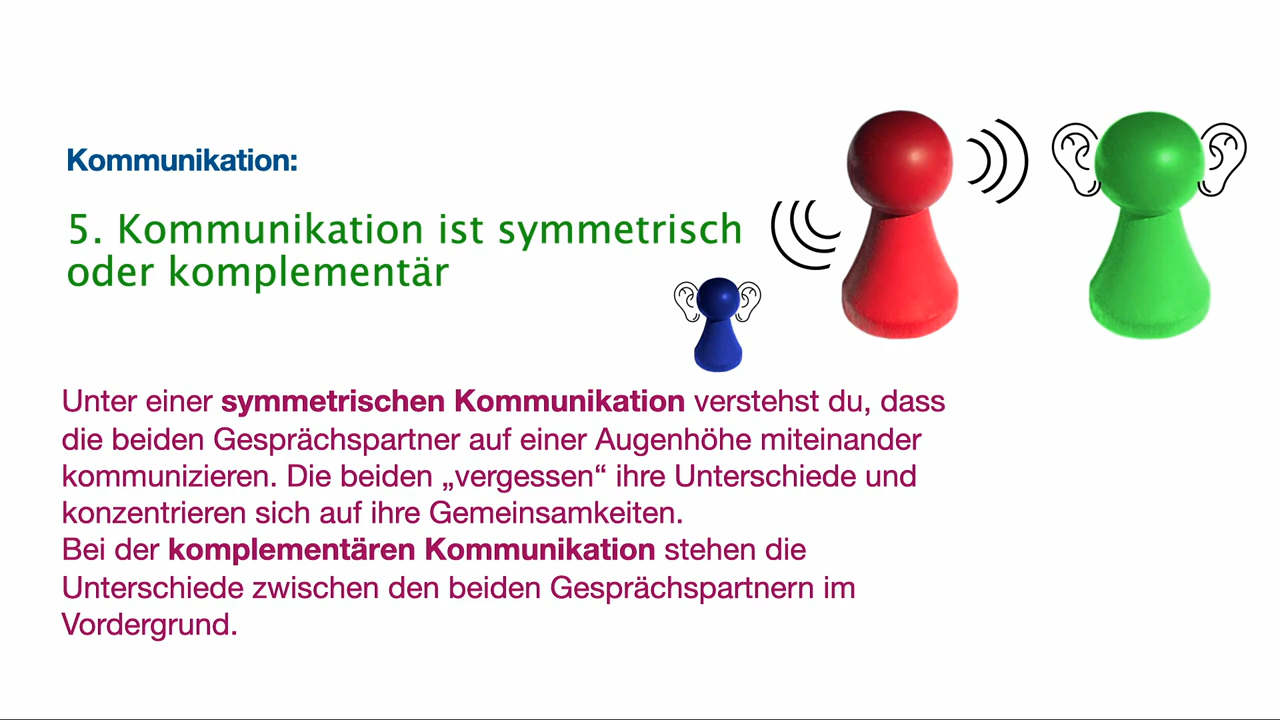 Kommunikation:
5. Kommunikation ist symmetrisch
oder komplementär
Unter einer symmetrischen Kommunikation verstehst du, dass
die beiden Gesprächspartner auf einer Augenhöhe miteinander
kommunizieren. Die beiden „vergessen“ ihre Unterschiede und
konzentrieren sich auf ihre Gemeinsamkeiten.
Bei der komplementären Kommunikation stehen die
Unterschiede zwischen den beiden Gesprächspartnern im
Vordergrund.